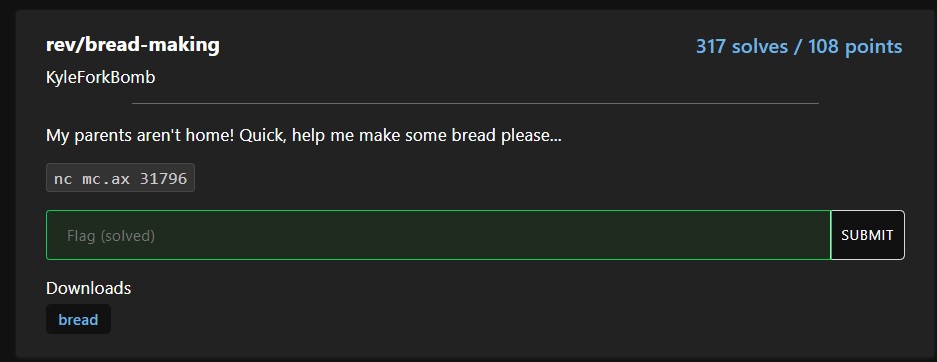 rev/bread-making
317 solves / 108 points
KyleForkBomb
My parents aren't home! Quick, help me make some bread please...
nc mc.ax 31796
Flag (solved)
SUBMIT
Downloads
bread